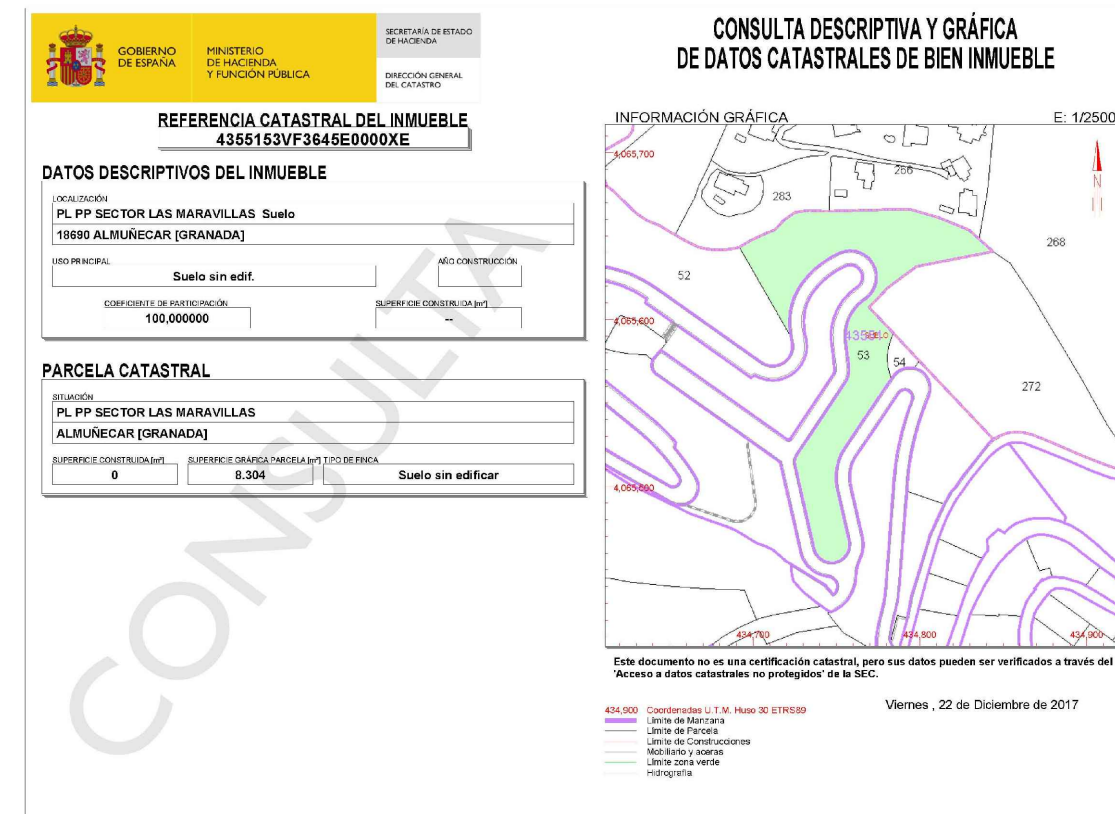 GOBIERNO
DE ESPAÑA
MINISTERIO
DE HACIENDA
Y FUNCIÓN PÚBLICA
SECRETARÍA DE ESTADO
DE HACIENDA
DIRECCIÓN GENERAL
DEL CATASTRO
REFERENCIA CATASTRAL DEL INMUEBLE
4355153VF3645E0000XE
DATOS DESCRIPTIVOS DEL INMUEBLE
LOCALIZACIÓN
PL PP SECTOR LAS MARAVILLAS Suelo
18690 ALMUÑECAR [GRANADA]
USO PRINCIPAL
Suelo sin edif.
AÑO CONSTRUCCIÓN
COEFICIENTE DE PARTICIPACIÓN
100,000000
SUPERFICIE CONSTRUIDA [m²]
--
PARCELA CATASTRAL
SITUACIÓN
PL PP SECTOR LAS MARAVILLAS
ALMUÑECAR [GRANADA]
SUPERFICIE CONSTRUIDA [m²]
0
SUPERFICIE GRÁFICA PARCELA [m²]
8.304
TIPO DE FINCA
Suelo sin edificar
CONSULTA
CONSULTA DESCRIPTIVA Y GRÁFICA
DE DATOS CATASTRALES DE BIEN INMUEBLE
INFORMACIÓN GRÁFICA
E: 1/2500
4,065,700
266
283
N
268
52
4,065,600
53
54
272
4,065,500
434,700
434,800
434,900
Este documento no es una certificación catastral, pero sus datos pueden ser verificados a través del
'Acceso a datos catastrales no protegidos' de la SEC.
Viernes , 22 de Diciembre de 2017
434,900 Coordenadas U.T.M. Huso 30 ETRS89
Límite de Manzana
Límite de Parcela
Límite de Construcciones
Mobiliario y aceras
Límite zona verde
Hidrografía